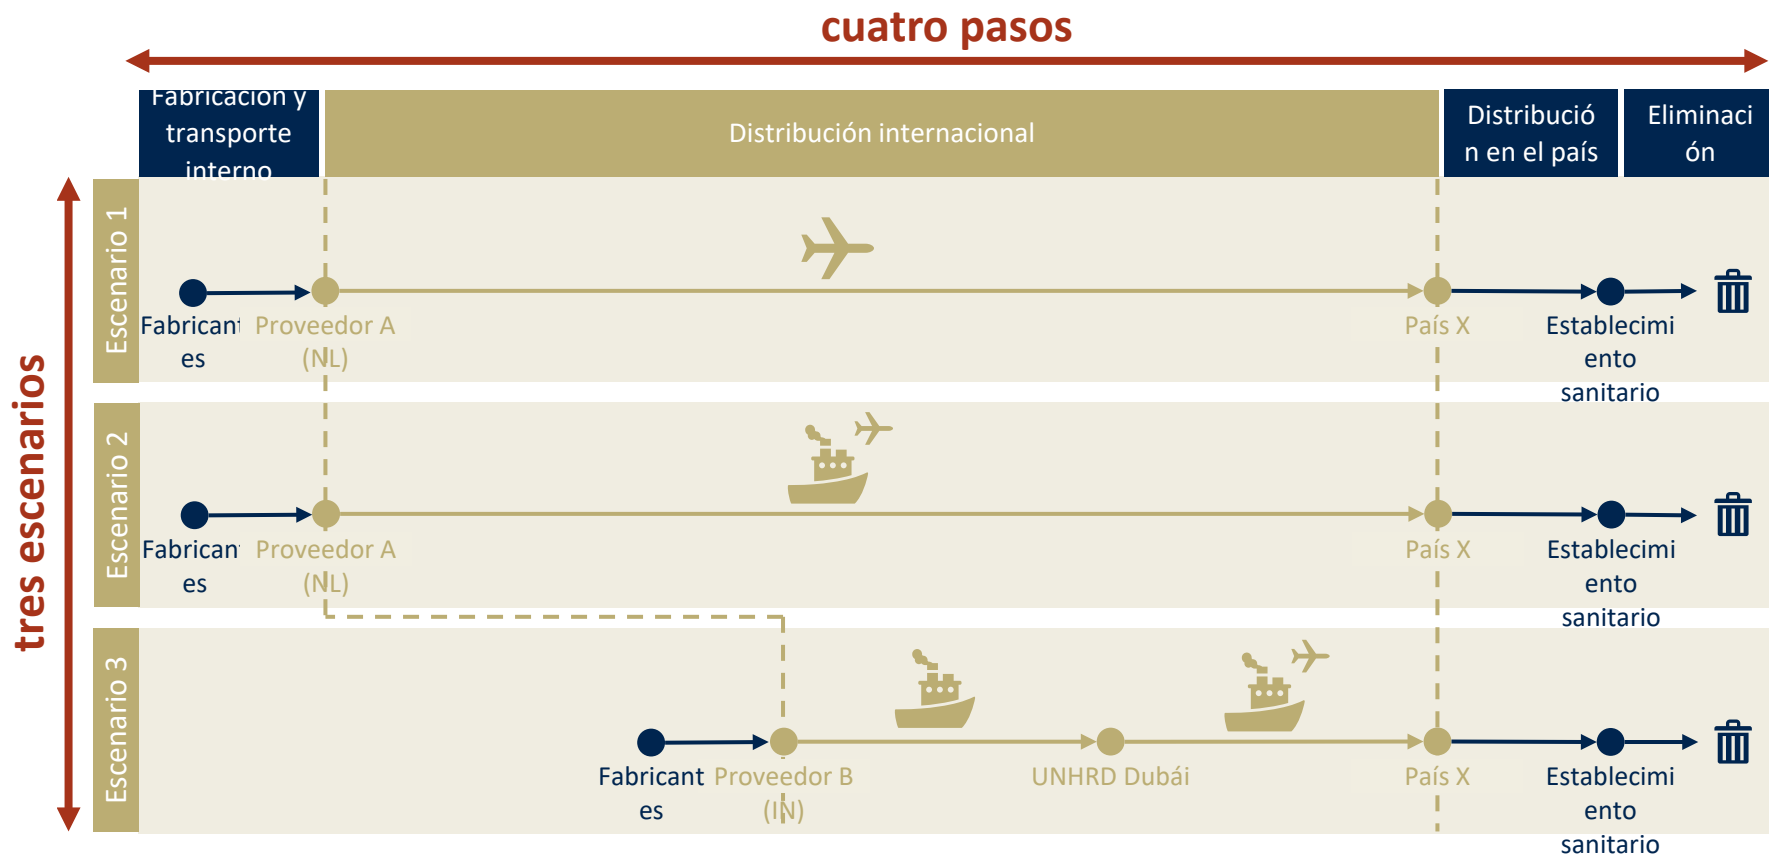 cuatro pasos
Fabricación y
transporte
interno
Distribución internacional
Distribució
n en el país
Eliminaci
ón
tres escenarios
Escenario 1
Fabricant
es
Proveedor A
(NL)
País X
Establecimi
ento
sanitario
Escenario 2
Fabricant
es
Proveedor A
(NL)
País X
Establecimi
ento
sanitario
Escenario 3
Fabricant
es
Proveedor B
(IN)
UNHRD Dubái
País X
Establecimi
ento
sanitario